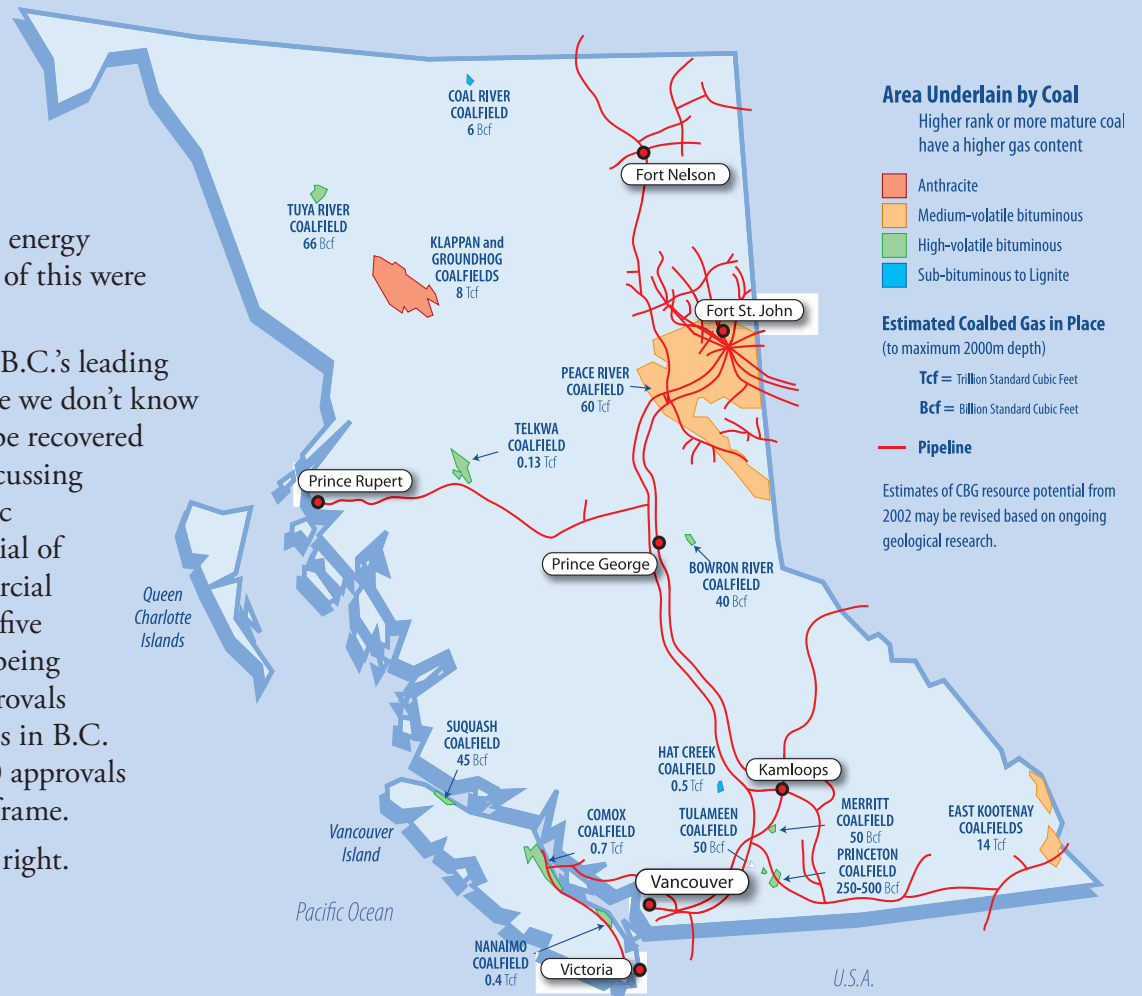 energy
of this were
B.C.'s leading
e we don't know
be recovered
cussing
c
ial of
rcial
five
being
rovals
s in B.C.
) approvals
frame.
right.
COAL RIVER
COALFIELD
6 Bcf
Fort Nelson
TUYA RIVER
COALFIELD
66 Bcf
KLAPPAN and
GROUNDHOG
COALFIELDS
8 Tcf
Fort St. John
PEACE RIVER
COALFIELD
60 Tcf
TELKWA
COALFIELD
0.13 Tcf
Prince Rupert
Prince George
BOWRON RIVER
COALFIELD
40 Bcf
Queen
Charlotte
Islands
SUQUASH
COALFIELD
45 Bcf
HAT CREEK
COALFIELD
0.5 Tcf
Kamloops
Vancouver
Island
COMOX
COALFIELD
0.7 Tcf
TULAMEEN
COALFIELD
50 Bcf
MERRITT
COALFIELD
50 Bcf
PRINCETON
COALFIELD
250-500 Bcf
EAST KOOTENAY
COALFIELDS
14 Tcf
Vancouver
Pacific Ocean
NANAIMO
COALFIELD
0.4 Tcf
Victoria
U.S.A.
Area Underlain by Coal
Higher rank or more mature coal
have a higher gas content
Anthracite
Medium-volatile bituminous
High-volatile bituminous
Sub-bituminous to Lignite
Estimated Coalbed Gas in Place
(to maximum 2000m depth)
Tcf = Trillion Standard Cubic Feet
Bcf = Billion Standard Cubic Feet
Pipeline
Estimates of CBG resource potential from
2002 may be revised based on ongoing
geological research.